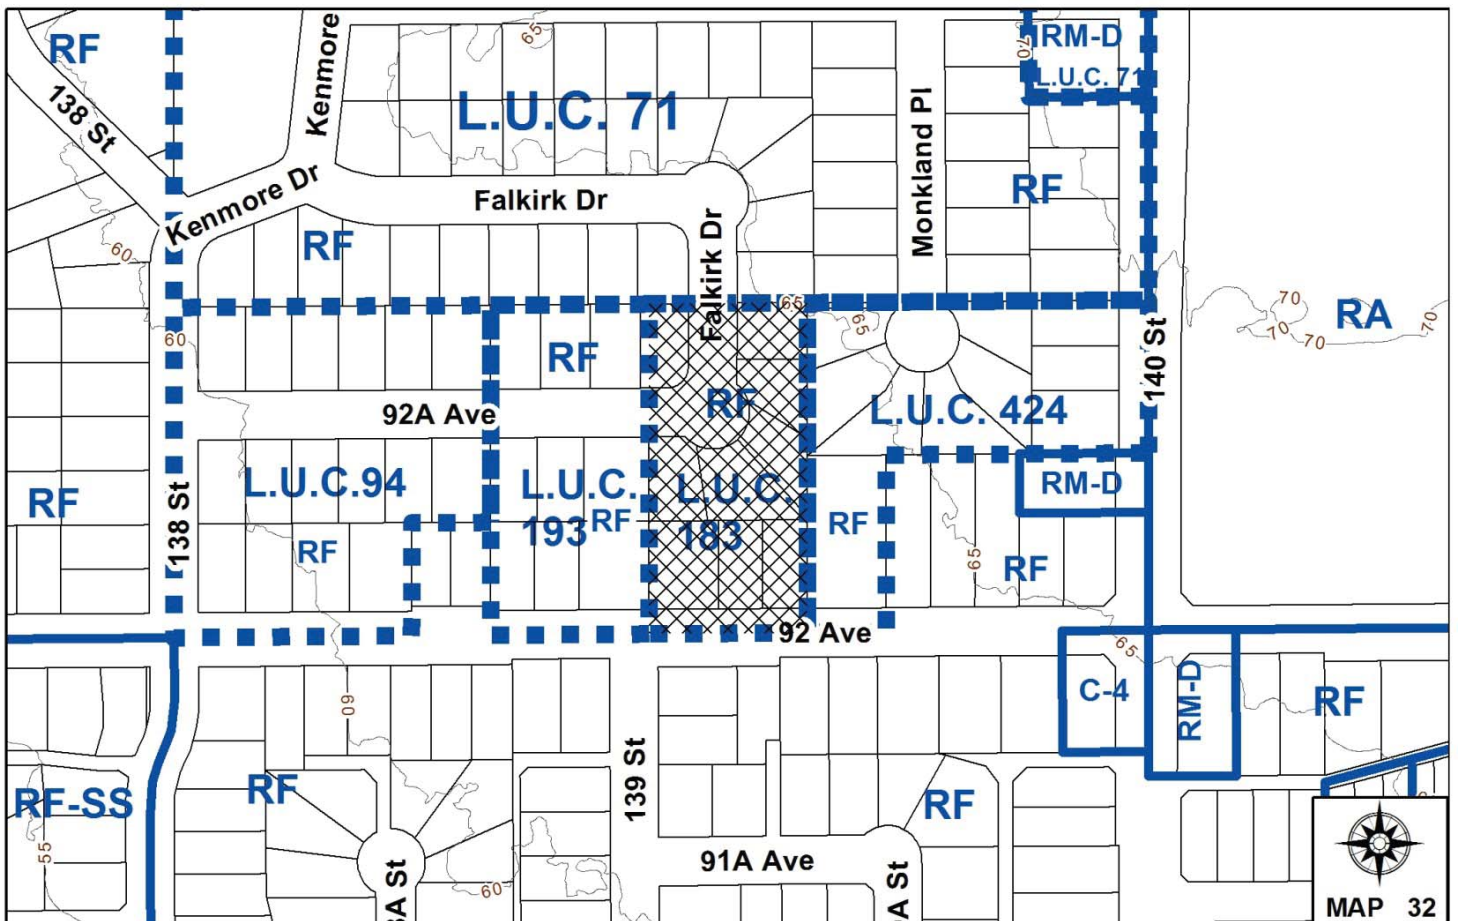 RF
138 St
Kenmore Dr
Kenmore
65
L.U.C. 71
70
RM-D
L.U.C. 71
Monkland Pl
RF
Falkirk Dr
Falkirk Dr
RF
60
65
65
70
70
70
70
RA
60
RF
92A Ave
RF
L.U.C. 424
140 St
RF
138 St
L.U.C.94
RF
L.U.C.
193
RF
L.U.C.
183
RF
RM-D
65
RF
92 Ave
65
60
C-4
RM-D
RF
RF-SS
RF
139 St
RF
55
60
91A Ave
A St
A St
MAP 32